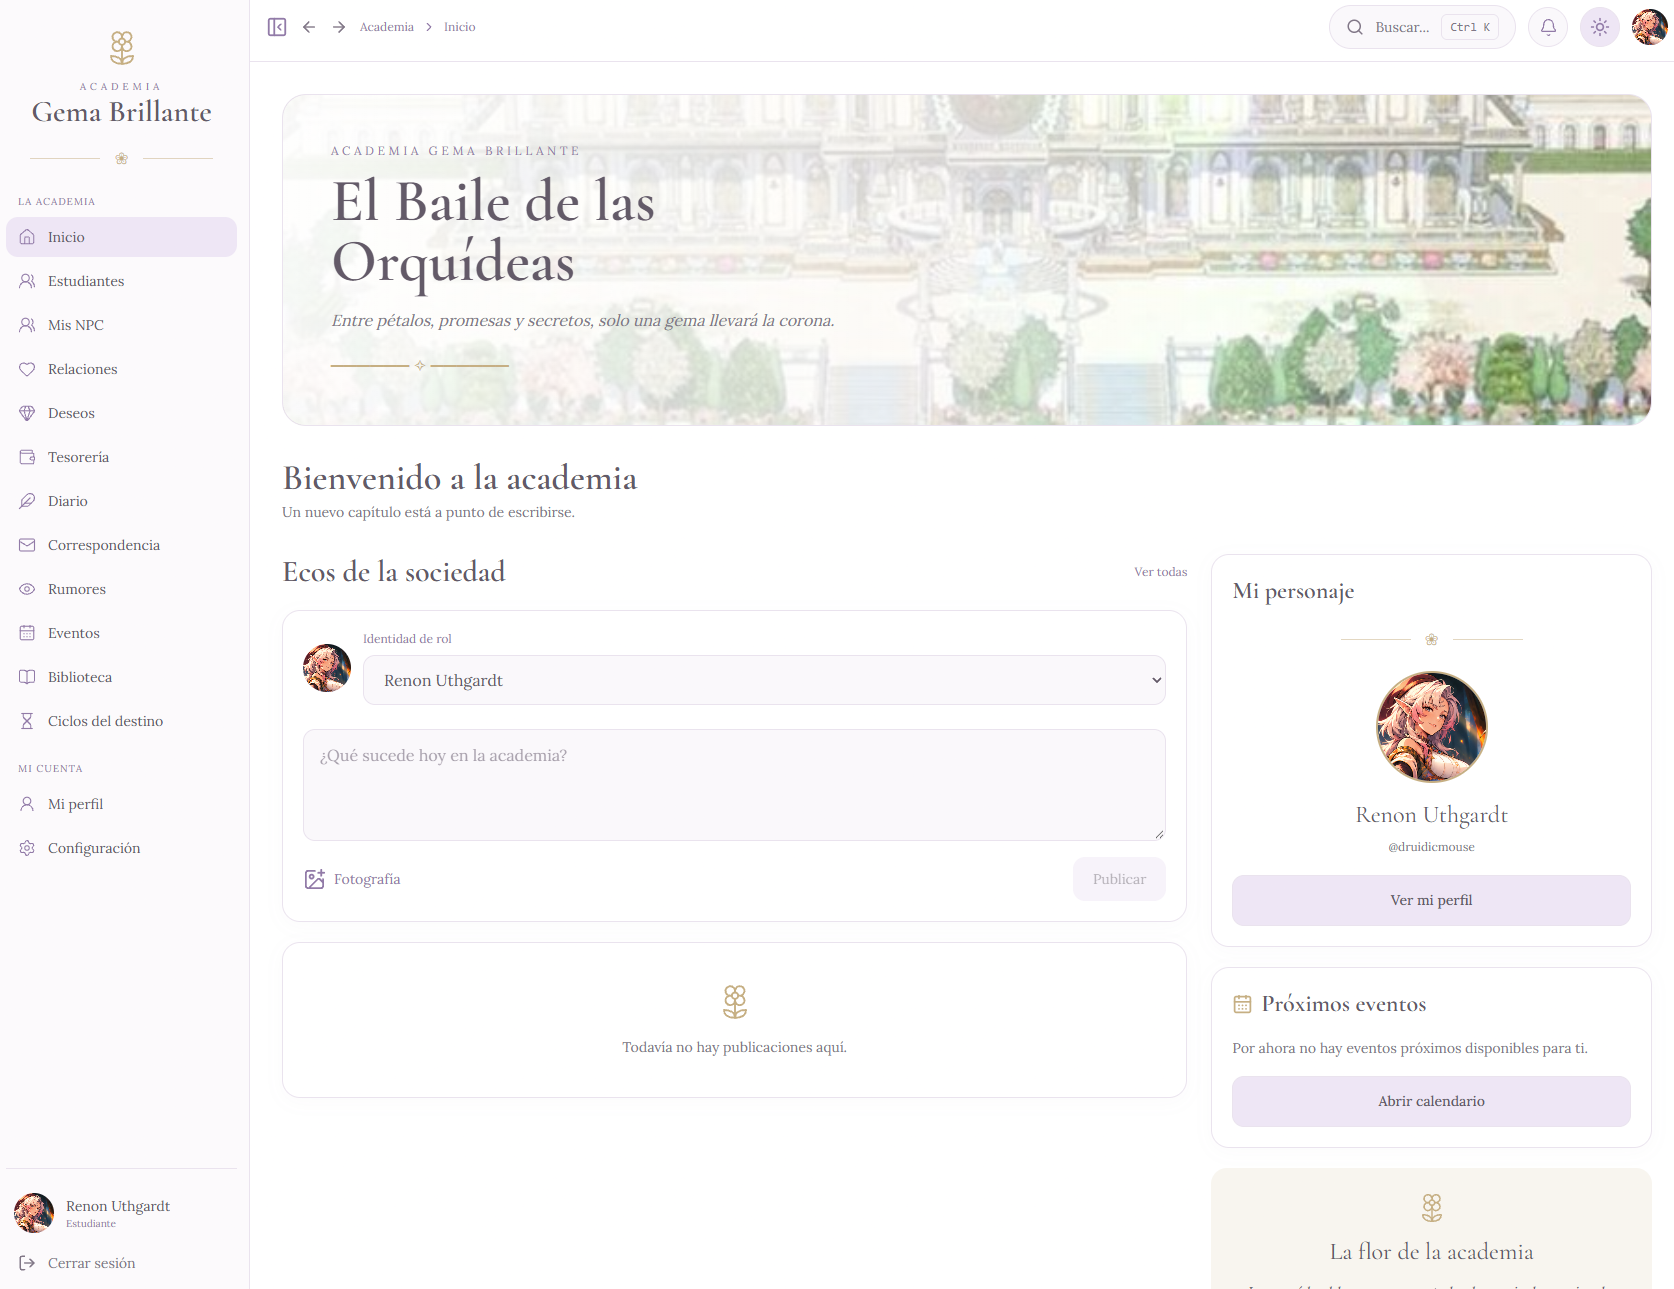 ACADEMIA
Gema Brillante
LA ACADEMIA
Inicio
Estudiantes
Mis NPC
Relaciones
Deseos
Tesorería
Diario
Correspondencia
Rumores
Eventos
Biblioteca
Ciclos del destino
MI CUENTA
Mi perfil
Configuración
Renon Uthgardt
Estudiante
Cerrar sesión
Academia > Inicio
Buscar... Ctrl K
ACADEMIA GEMA BRILLANTE
El Baile de las
Orquídeas
Entre pétalos, promesas y secretos, solo una gema llevará la corona.
Bienvenido a la academia
Un nuevo capítulo está a punto de escribirse.
Ecos de la sociedad
Ver todas
Identidad de rol
Renon Uthgardt
¿Qué sucede hoy en la academia?
Fotografía
Publicar
Todavía no hay publicaciones aquí.
Mi personaje
Renon Uthgardt
@druidicmouse
Ver mi perfil
Próximos eventos
Por ahora no hay eventos próximos disponibles para ti.
Abrir calendario
La flor de la academia